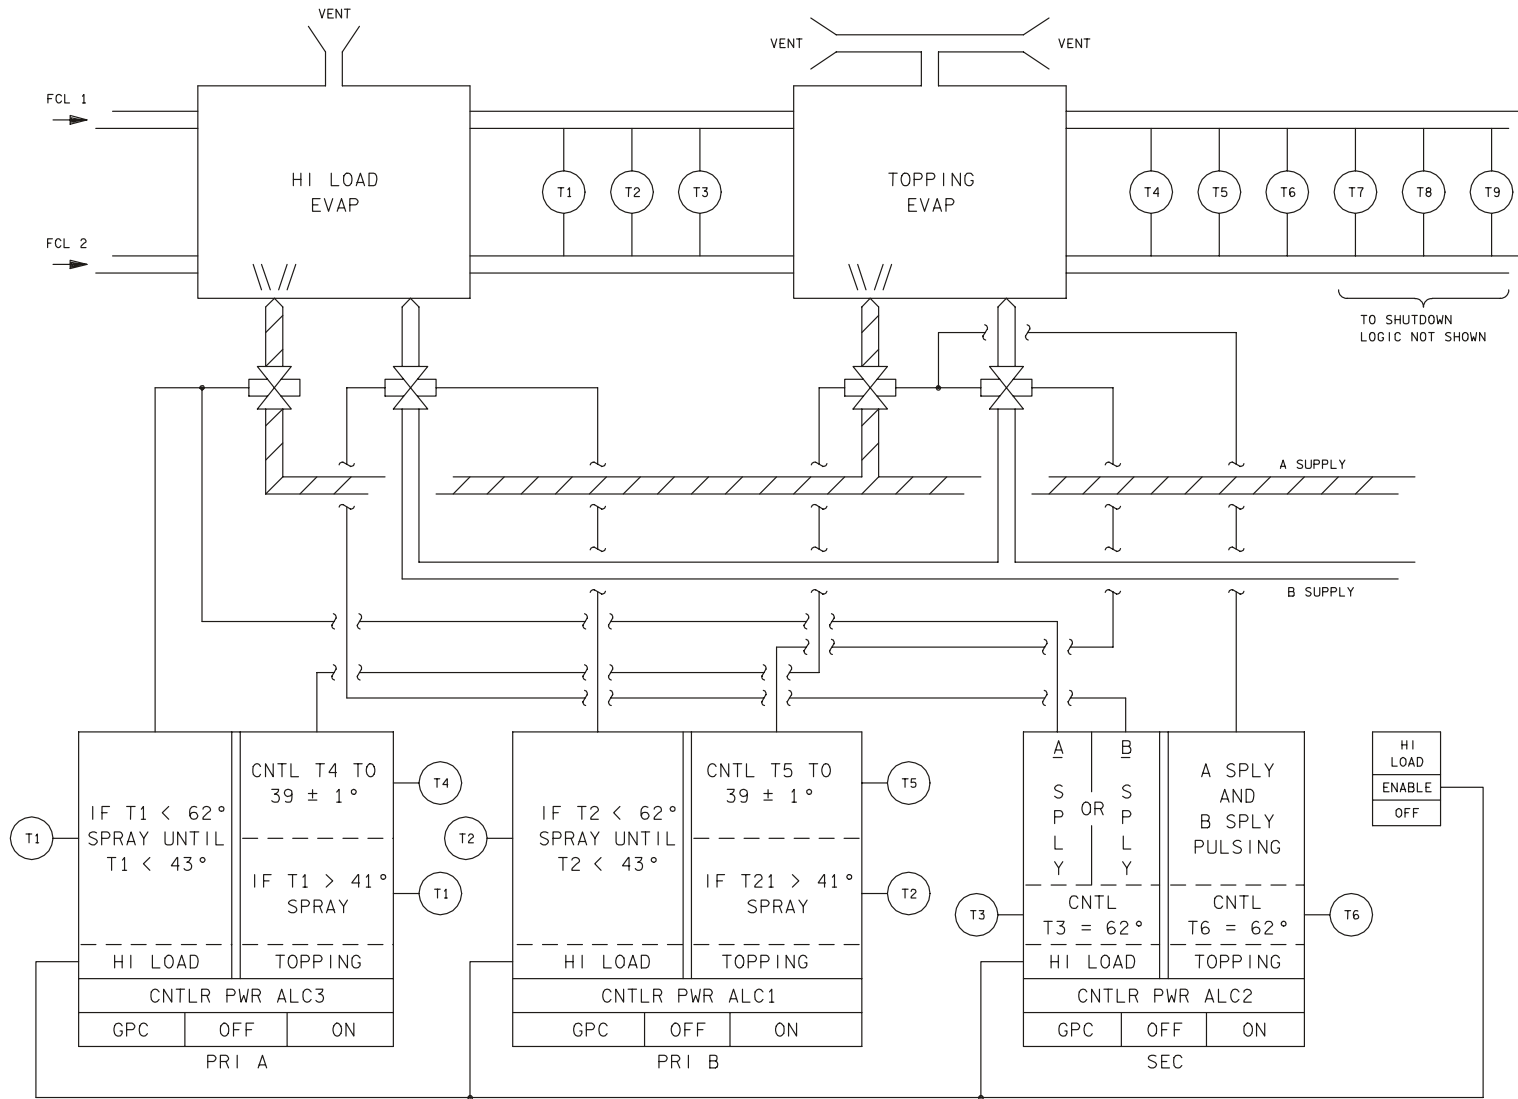 VENT
VENT
VENT
FCL 1
FCL 2
HI LOAD
EVAP
T1
T2
T3
TOPPING
EVAP
T4
T5
T6
T7
T8
T9
TO SHUTDOWN
LOGIC NOT SHOWN
A SUPPLY
B SUPPLY
T1
IF T1 < 62°
SPRAY UNTIL
T1 < 43°
CNTL T4 TO
39 ± 1°
IF T1 > 41°
SPRAY
T4
T1
HI LOAD
TOPPING
CNTLR PWR ALC3
GPC
OFF
ON
PRI A
T2
IF T2 < 62°
SPRAY UNTIL
T2 < 43°
CNTL T5 TO
39 ± 1°
IF T21 > 41°
SPRAY
T5
T2
HI LOAD
TOPPING
CNTLR PWR ALC1
GPC
OFF
ON
PRI B
T3
A SPLY
OR
B SPLY
CNTL
T3 = 62°
A SPLY
AND
B SPLY
PULSING
CNTL
T6 = 62°
T6
HI LOAD
TOPPING
CNTLR PWR ALC2
GPC
OFF
ON
SEC
HI
LOAD
ENABLE
OFF